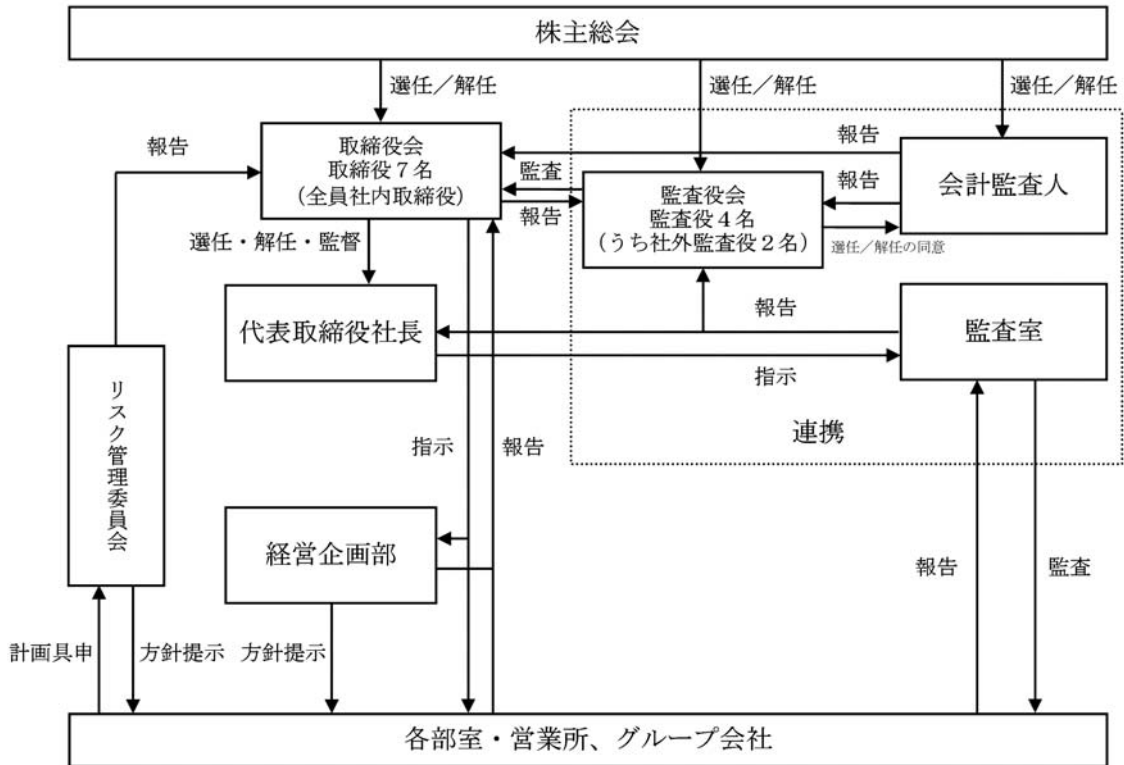 株主総会
選任／解任
選任／解任
選任／解任
報告
取締役会
取締役７名
（全員社内取締役）
報告
監査
報告
監査役会
監査役４名
（うち社外監査役２名）
報告
会計監査人
選任／解任の同意
選任・解任・監督
代表取締役社長
報告
監査室
指示
連携
リスク管理委員会
指示
報告
経営企画部
報告
監査
計画具申
方針提示
方針提示
各部室・営業所、グループ会社